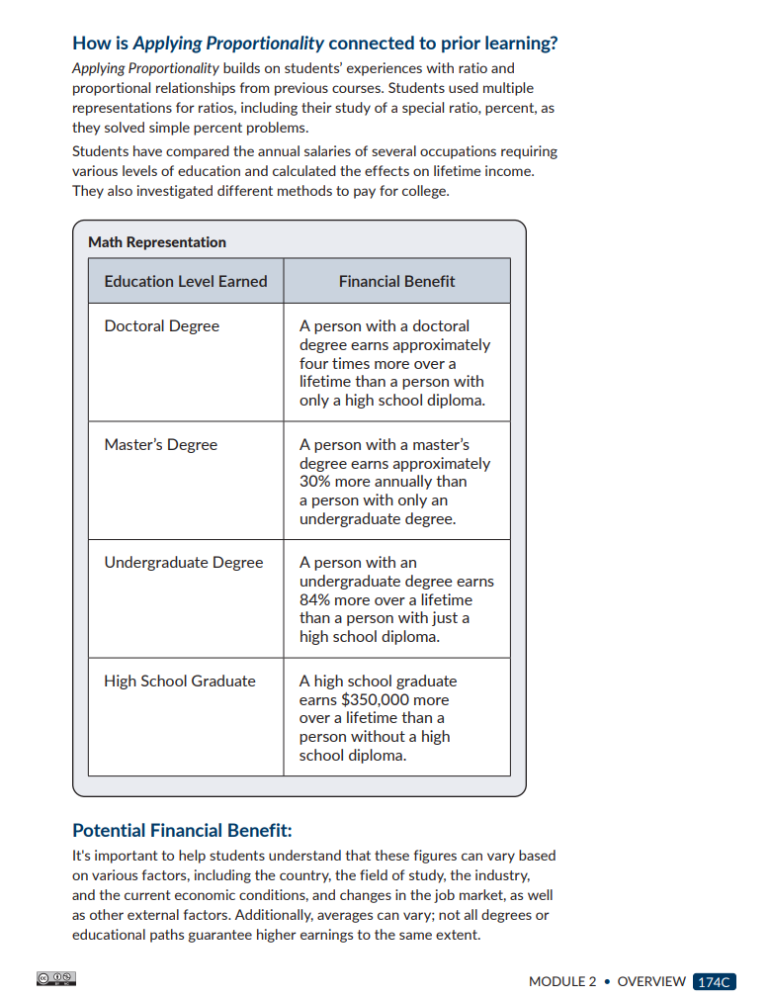 How is Applying Proportionality connected to prior learning?
Applying Proportionality builds on students' experiences with ratio and
proportional relationships from previous courses. Students used multiple
representations for ratios, including their study of a special ratio, percent, as
they solved simple percent problems.
Students have compared the annual salaries of several occupations requiring
various levels of education and calculated the effects on lifetime income.
They also investigated different methods to pay for college.
Math Representation
Education Level Earned
Financial Benefit
Doctoral Degree
A person with a doctoral
degree earns approximately
four times more over a
lifetime than a person with
only a high school diploma.
Master's Degree
A person with a master's
degree earns approximately
30% more annually than
a person with only an
undergraduate degree.
Undergraduate Degree
A person with an
undergraduate degree earns
84% more over a lifetime
than a person with just a
high school diploma.
High School Graduate
A high school graduate
earns $350,000 more
over a lifetime than a
person without a high
school diploma.
Potential Financial Benefit:
It's important to help students understand that these figures can vary based
on various factors, including the country, the field of study, the industry,
and the current economic conditions, and changes in the job market, as well
as other external factors. Additionally, averages can vary; not all degrees or
educational paths guarantee higher earnings to the same extent.
MODULE 2 • OVERVIEW 174C